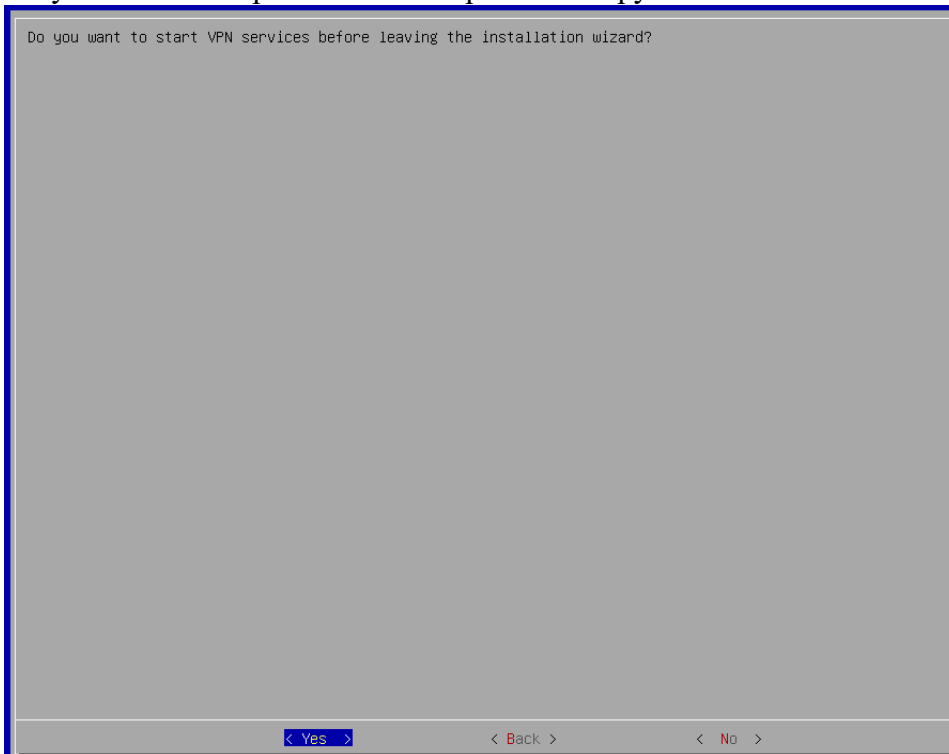 Do you want to start VPN services before leaving the installation wizard?
< Yes > < Back > < No >